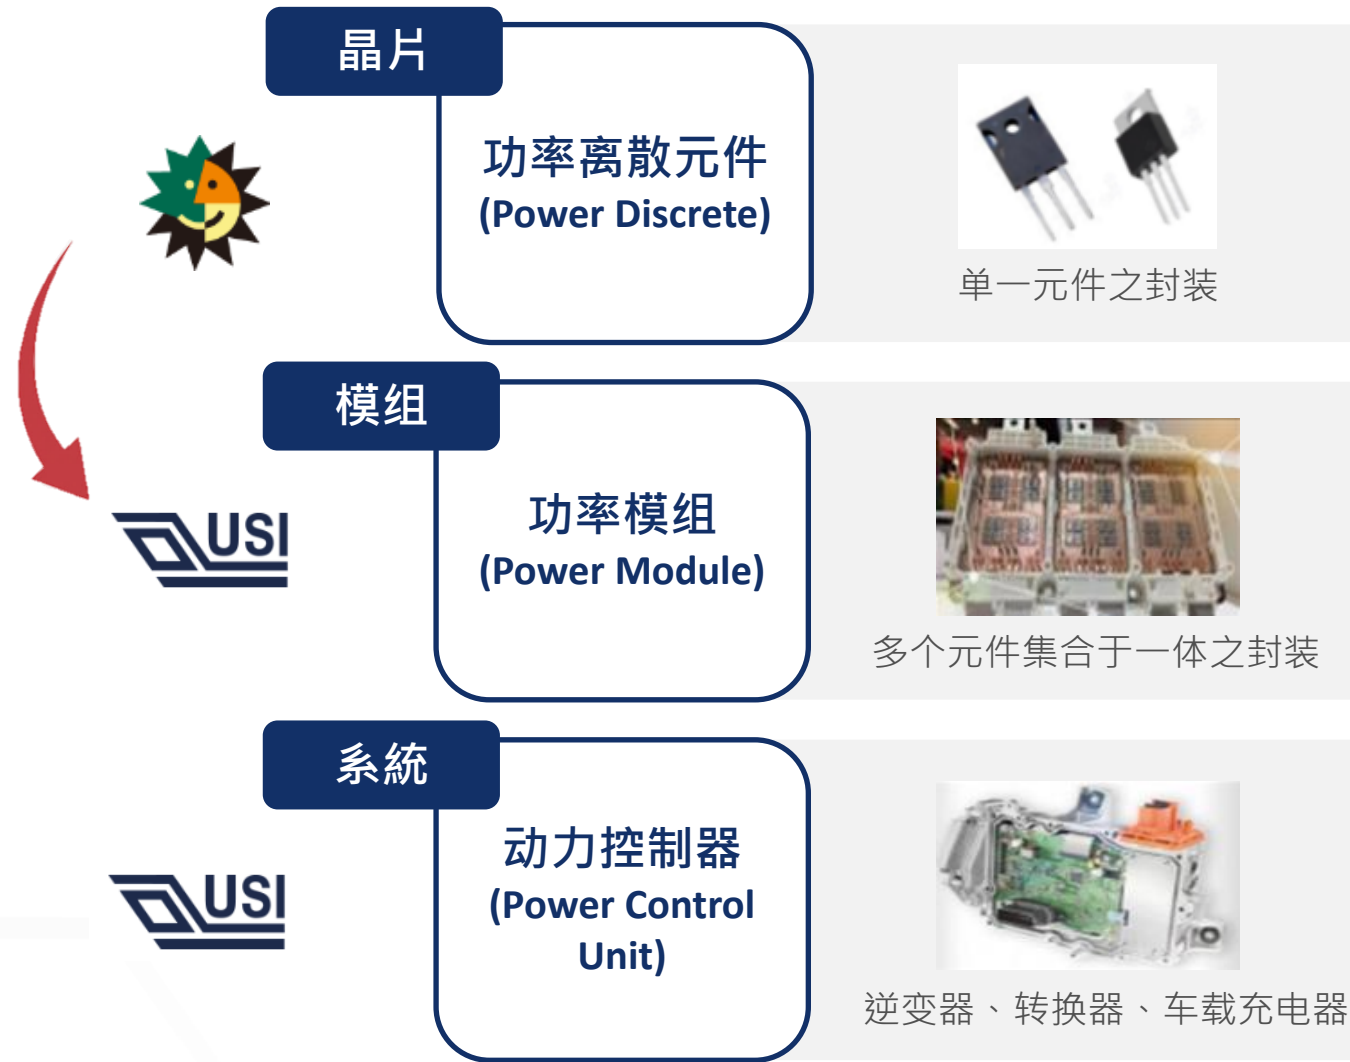 晶片
功率离散元件
(Power Discrete)
单一元件之封装
模组
USI
功率模组
(Power Module)
多个元件集合于一体之封装
系統
USI
动力控制器
(Power Control
Unit)
逆变器、转换器、车载充电器